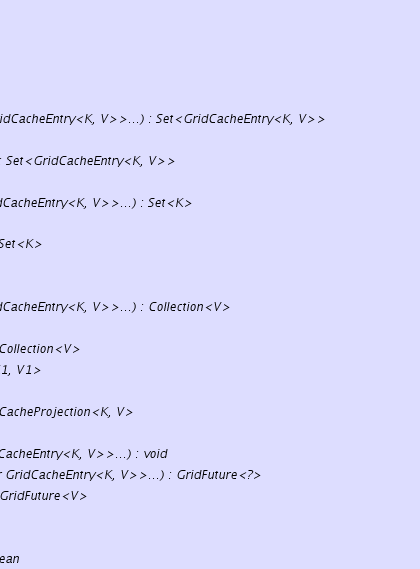 idCacheEntry<K, V>>...) : Set<GridCacheEntry<K, V>>
: Set<GridCacheEntry<K, V>>
dCacheEntry<K, V>>...) : Set<K>
Set<K>
dCacheEntry<K, V>>...) : Collection<V>
Collection<V>
1, V1>
CacheProjection<K, V>
CacheEntry<K, V>>...) : void
r GridCacheEntry<K, V>>...) : GridFuture<?>
GridFuture<V>
ean